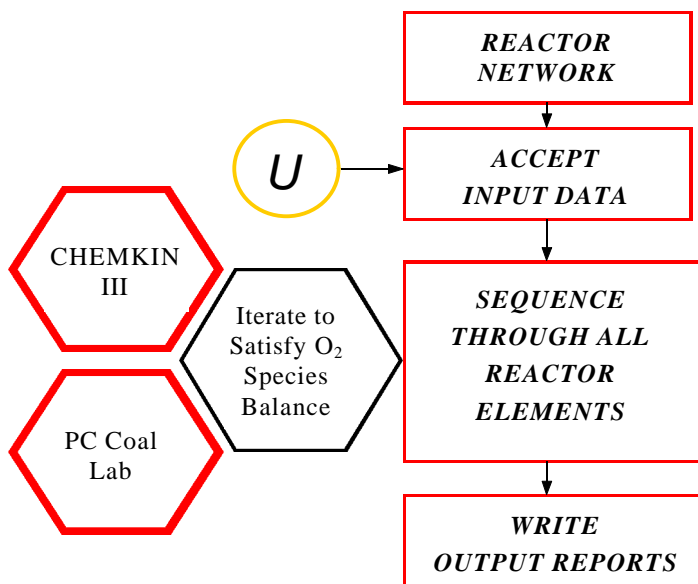 REACTOR
NETWORK
U
ACCEPT
INPUT DATA
CHEMKIN
III
Iterate to
Satisfy O₂
Species
Balance
PC Coal
Lab
SEQUENCE
THROUGH ALL
REACTOR
ELEMENTS
WRITE
OUTPUT REPORTS